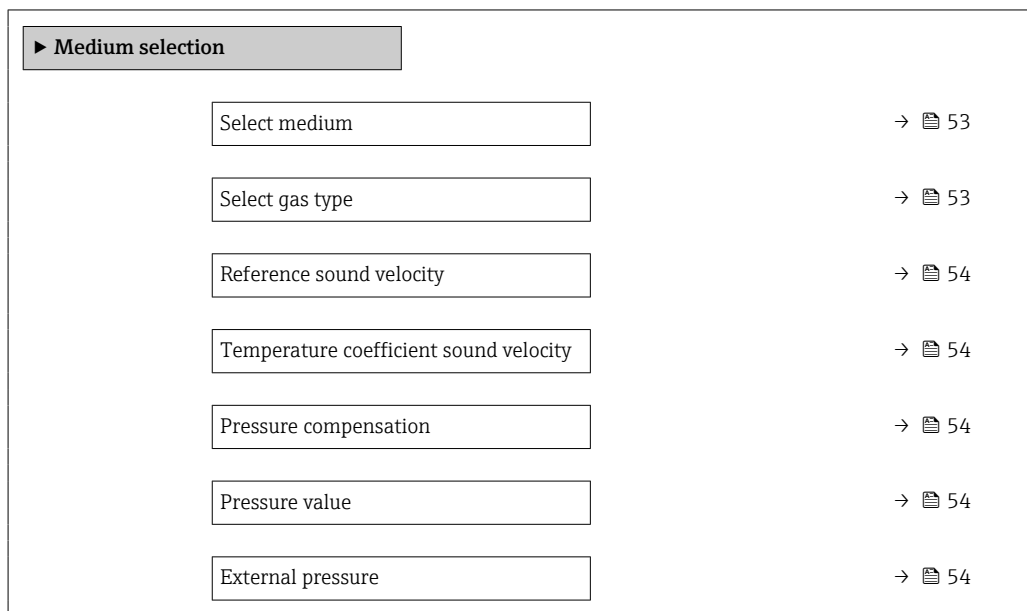 ▶ Medium selection
Select medium → 53
Select gas type → 53
Reference sound velocity → 54
Temperature coefficient sound velocity → 54
Pressure compensation → 54
Pressure value → 54
External pressure → 54